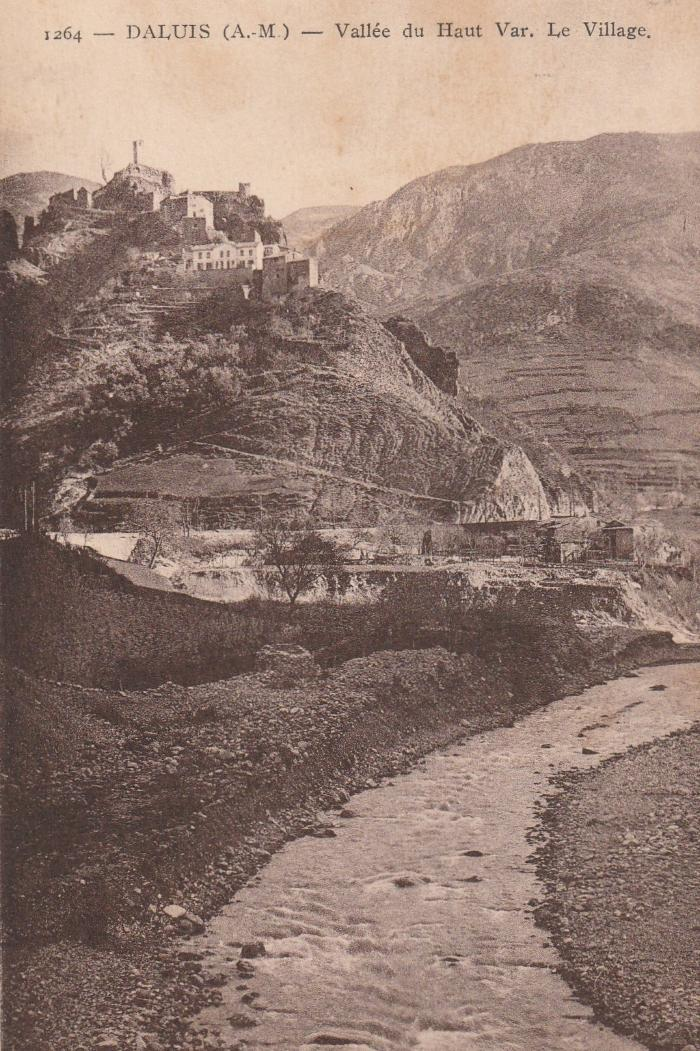 1264 — DALUIS (A.-M.) — Vallée du Haut Var. Le Village.